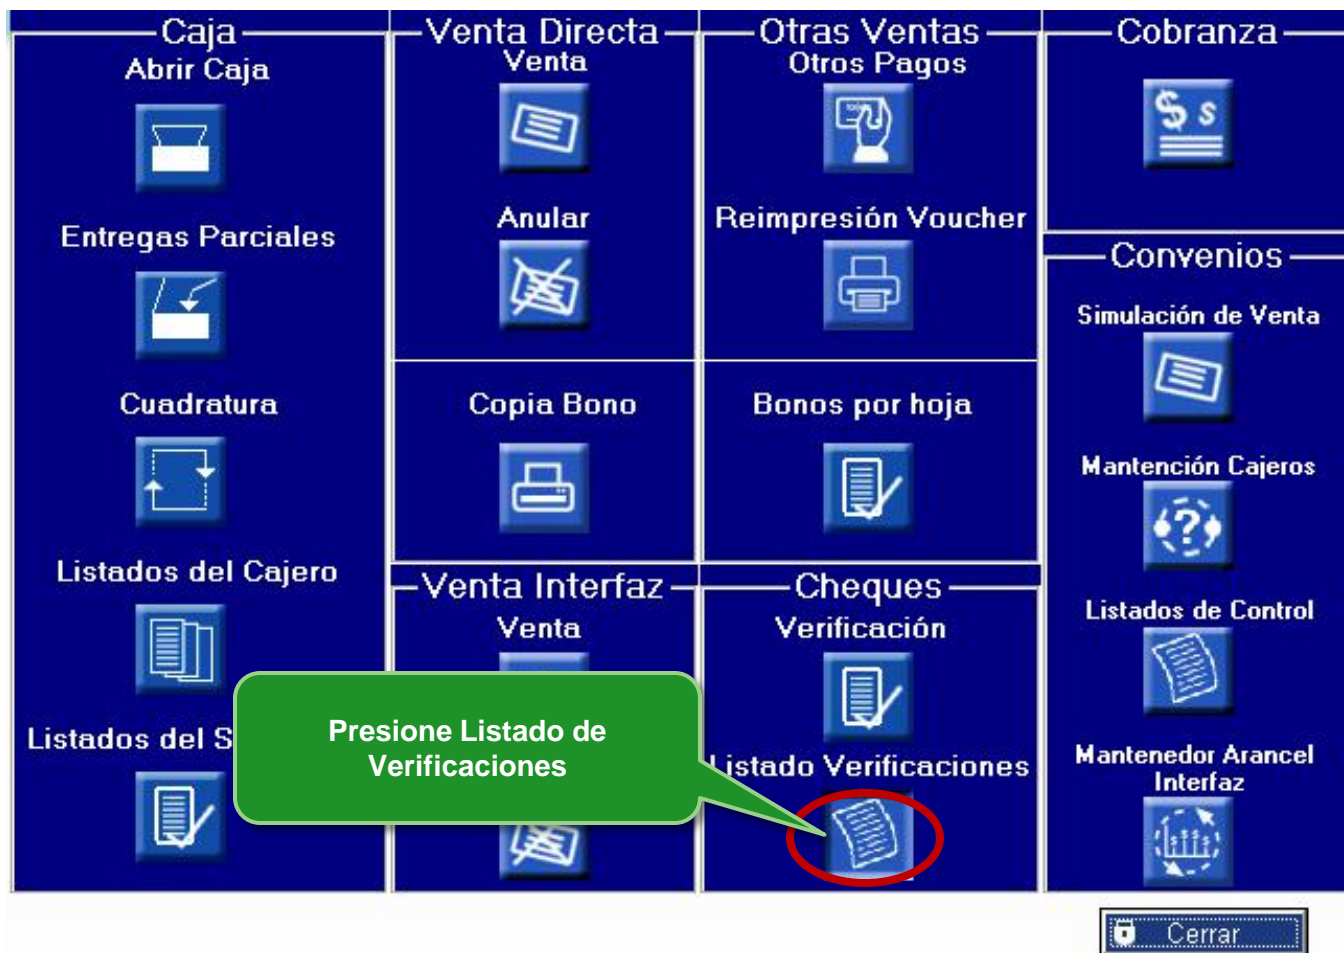 Caja
Abrir Caja
Entregas Parciales
Cuadratura
Listados del Cajero
Listados del S
Venta Directa
Venta
Anular
Copia Bono
Venta Interfaz
Venta
Otras Ventas
Otros Pagos
Reimpresión Voucher
Bonos por hoja
Cheques
Verificación
istado Verificaciones
Cobranza
Convenios
Simulación de Venta
Mantención Cajeros
Listados de Control
Mantenedor Arancel
Interfaz
Presione Listado de
Verificaciones
Cerrar